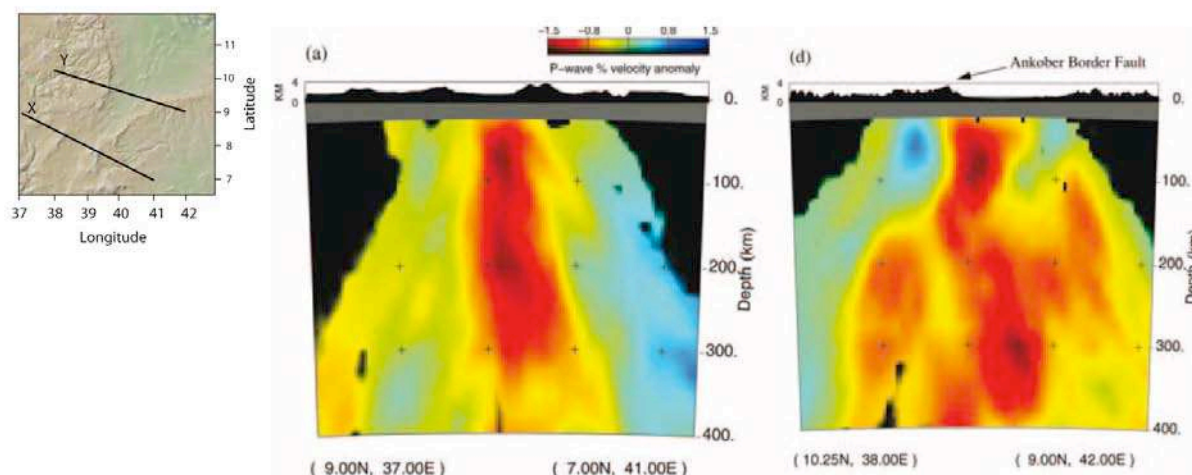 Y
X
11
10
9
8
7
Latitude
37 38 39 40 41 42
Longitude
(a)
−1.5 −0.8 0 0.8 1.5
P−wave % velocity anomaly
KM
4
0
0.
100.
200.
300.
400.
Depth (km)
( 9.00N, 37.00E) ( 7.00N, 41.00E)
(d)
Ankober Border Fault
KM
4
0
0.
100.
200.
300.
400.
Depth (km)
(10.25N, 38.00E) ( 9.00N, 42.00E)